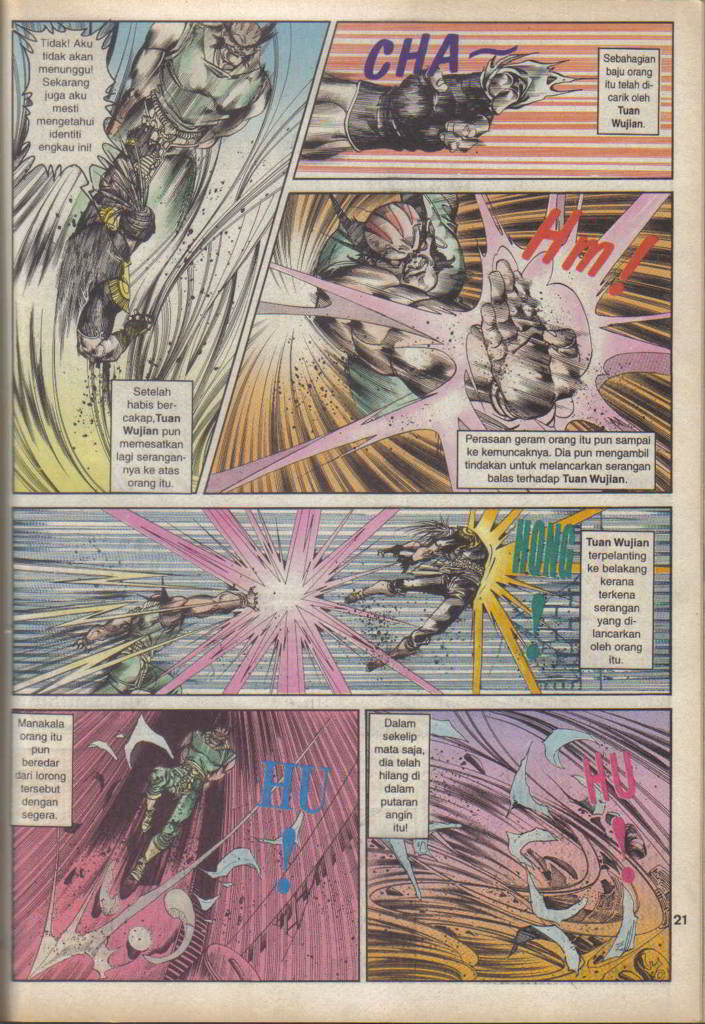 Tidak! Aku
tidak akan
menunggu!
Sekarang
juga aku
mesti
mengetahui
identiti
engkau ini!
Setelah
habis ber-
cakap,Tuan
Wujian pun
memesatkan
lagi serangan-
nya ke atas
orang itu.
CHA~
Sebahagian
baju orang
itu telah di-
carik oleh
Tuan
Wujian.
Hm!
Perasaan geram orang itu pun sampai
ke kemuncaknya. Dia pun mengambil
tindakan untuk melancarkan serangan
balas terhadap Tuan Wujian.
HONG!
Tuan Wujian
terpelanting
ke belakang
kerana
terkena
serangan
yang di-
lancarkan
oleh orang
itu.
Manakala
orang itu
pun
beredar
dari lorong
tersebut
dengan
segera.
HU!
Dalam
sekelip
mata saja,
dia telah
hilang di
dalam
putaran
angin
itu!
HU!
21